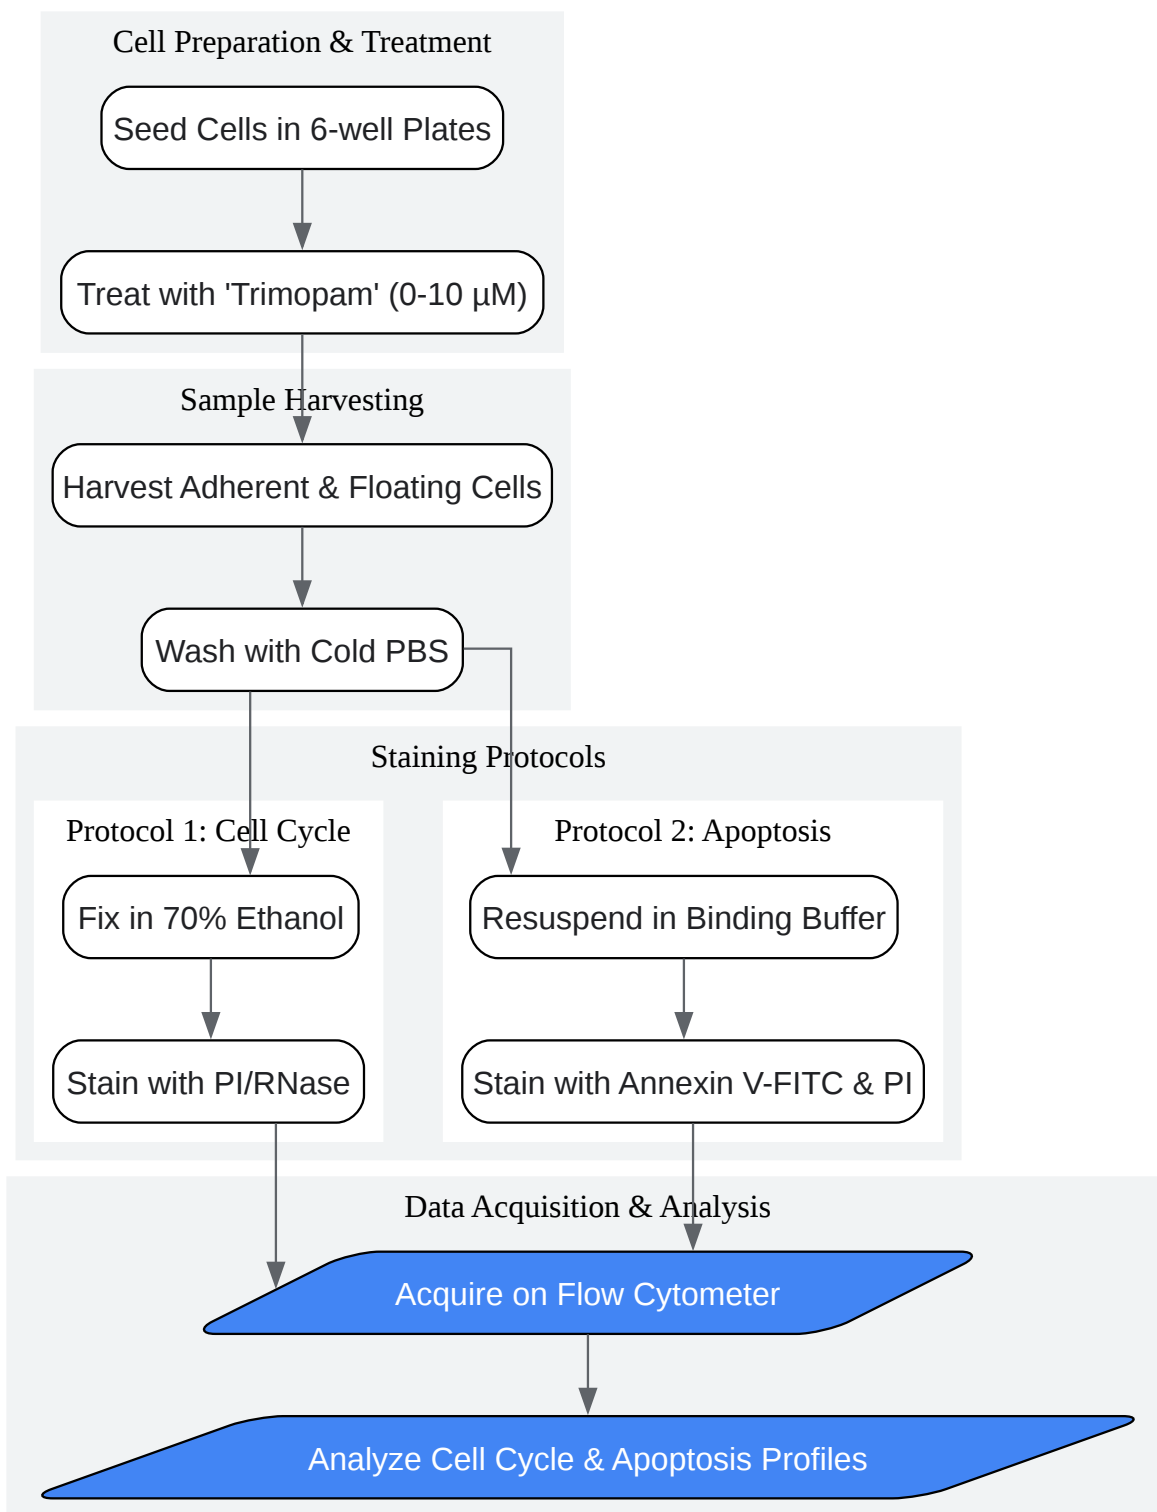 Cell Preparation & Treatment
Seed Cells in 6-well Plates
Treat with 'Trimopam' (0-10 µM)
Sample Harvesting
Harvest Adherent & Floating Cells
Wash with Cold PBS
Staining Protocols
Protocol 1: Cell Cycle
Fix in 70% Ethanol
Stain with PI/RNase
Protocol 2: Apoptosis
Resuspend in Binding Buffer
Stain with Annexin V-FITC & PI
Data Acquisition & Analysis
Acquire on Flow Cytometer
Analyze Cell Cycle & Apoptosis Profiles